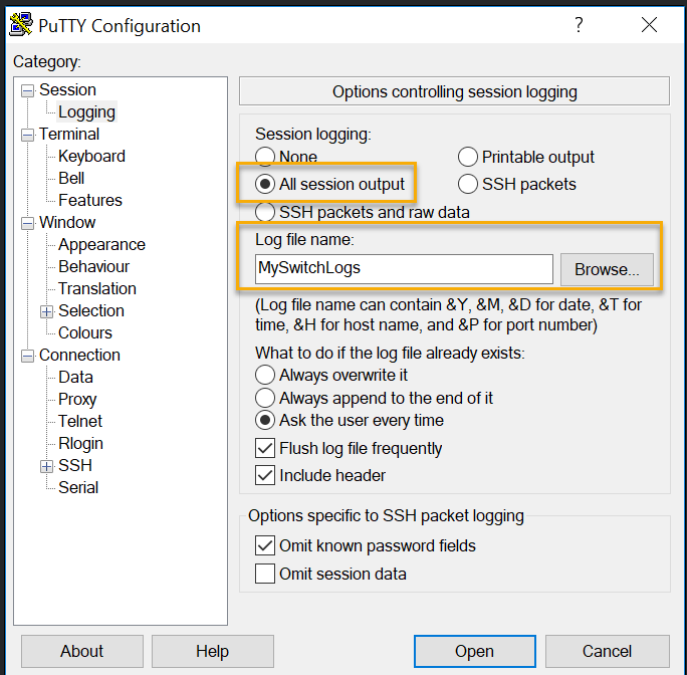 PuTTY Configuration
?
Category:
Session
Logging
Terminal
Keyboard
Bell
Features
Window
Appearance
Behaviour
Translation
Selection
Colours
Connection
Data
Proxy
Telnet
Rlogin
SSH
Serial
Options controlling session logging
Session logging:
None
Printable output
All session output
SSH packets
SSH packets and raw data
Log file name:
MySwitchLogs
Browse...
(Log file name can contain &Y, &M, &D for date, &T for
time, &H for host name, and &P for port number)
What to do if the log file already exists:
Always overwrite it
Always append to the end of it
Ask the user every time
Flush log file frequently
Include header
Options specific to SSH packet logging
Omit known password fields
Omit session data
About
Help
Open
Cancel